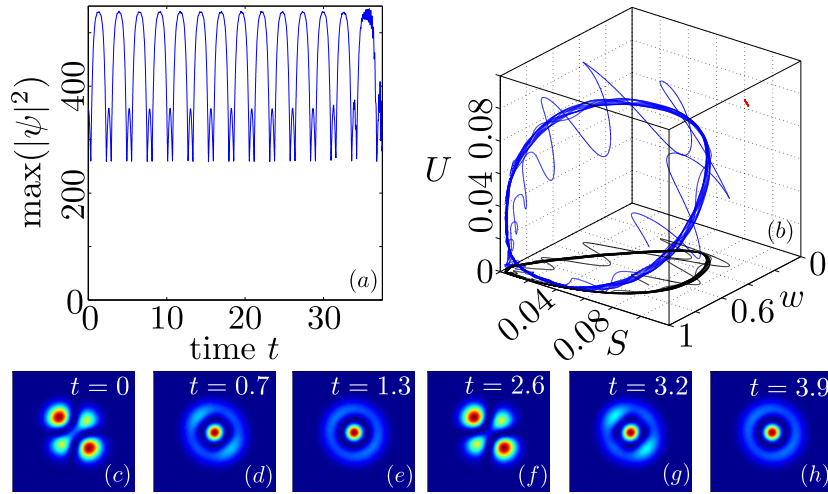 max(|ψ|²)
400
200
0
0
10
20
30
time t
(a)
U
0.08
0.04
0
0.04
0.08
S
1
0.6
w
0
(b)
t = 0
(c)
t = 0.7
(d)
t = 1.3
(e)
t = 2.6
(f)
t = 3.2
(g)
t = 3.9
(h)